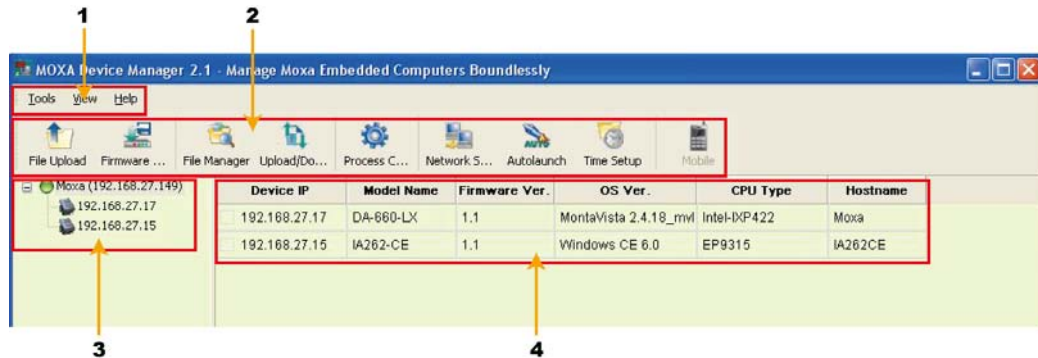 1 2
MOXA Device Manager 2.1 - Manage Moxa Embedded Computers Boundlessly
Tools View Help
File Upload Firmware ... File Manager Upload/Do... Process C... Network S... Autolaunch Time Setup Mobile
Moxa (192.168.27.149)
192.168.27.17
192.168.27.15
Device IP Model Name Firmware Ver. OS Ver. CPU Type Hostname
192.168.27.17 DA-660-LX 1.1 MontaVista 2.4.18_mvl Intel-IXP422 Moxa
192.168.27.15 IA262-CE 1.1 Windows CE 6.0 EP9315 IA262CE
3 4